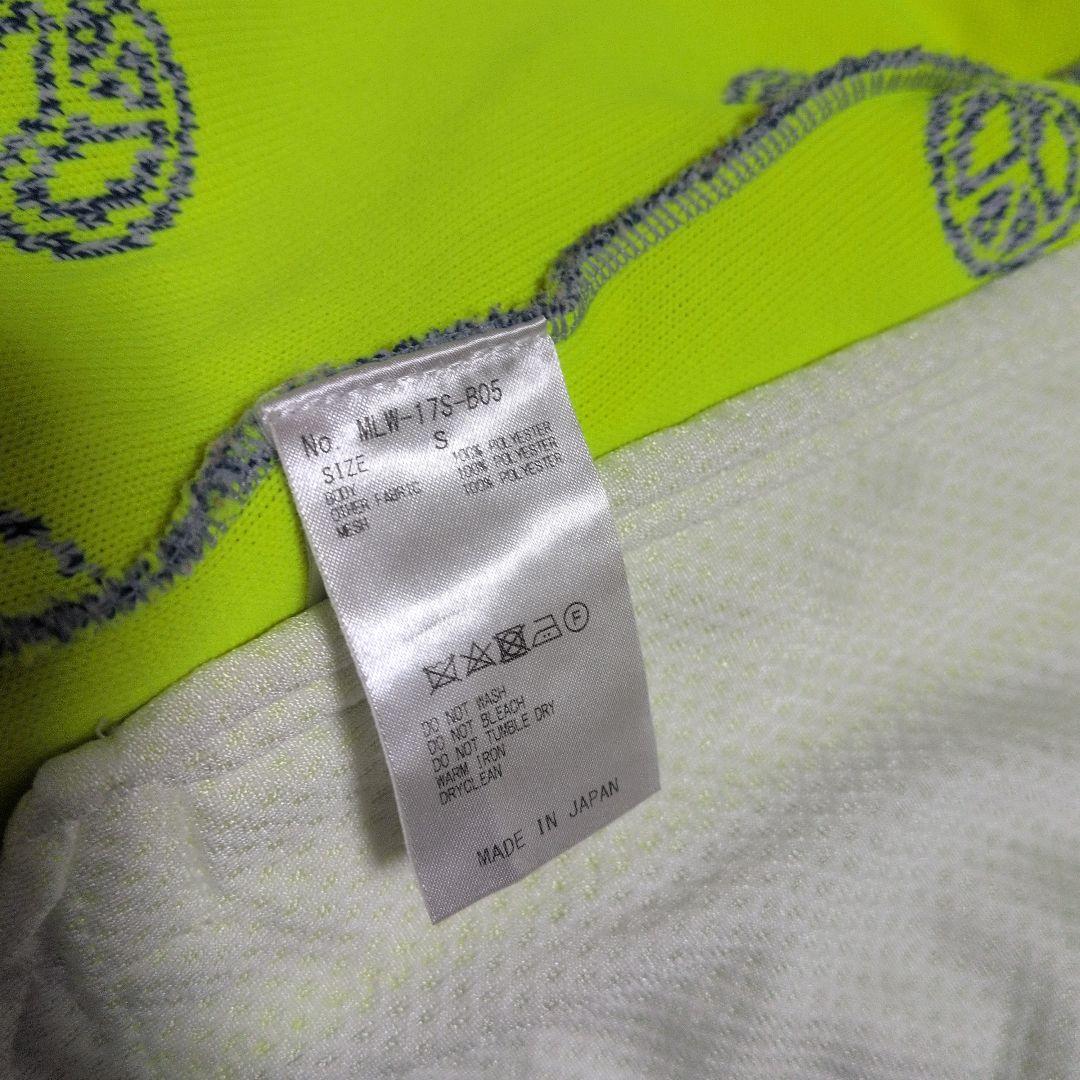 No. MLW-17S-B05
SIZE S
BODY 100% POLYESTER
OTHER FABRIC 100% POLYESTER
MESH 100% POLYESTER
F
DO NOT WASH
DO NOT BLEACH
DO NOT TUMBLE DRY
WARM IRON
DRYCLEAN
MADE IN JAPAN